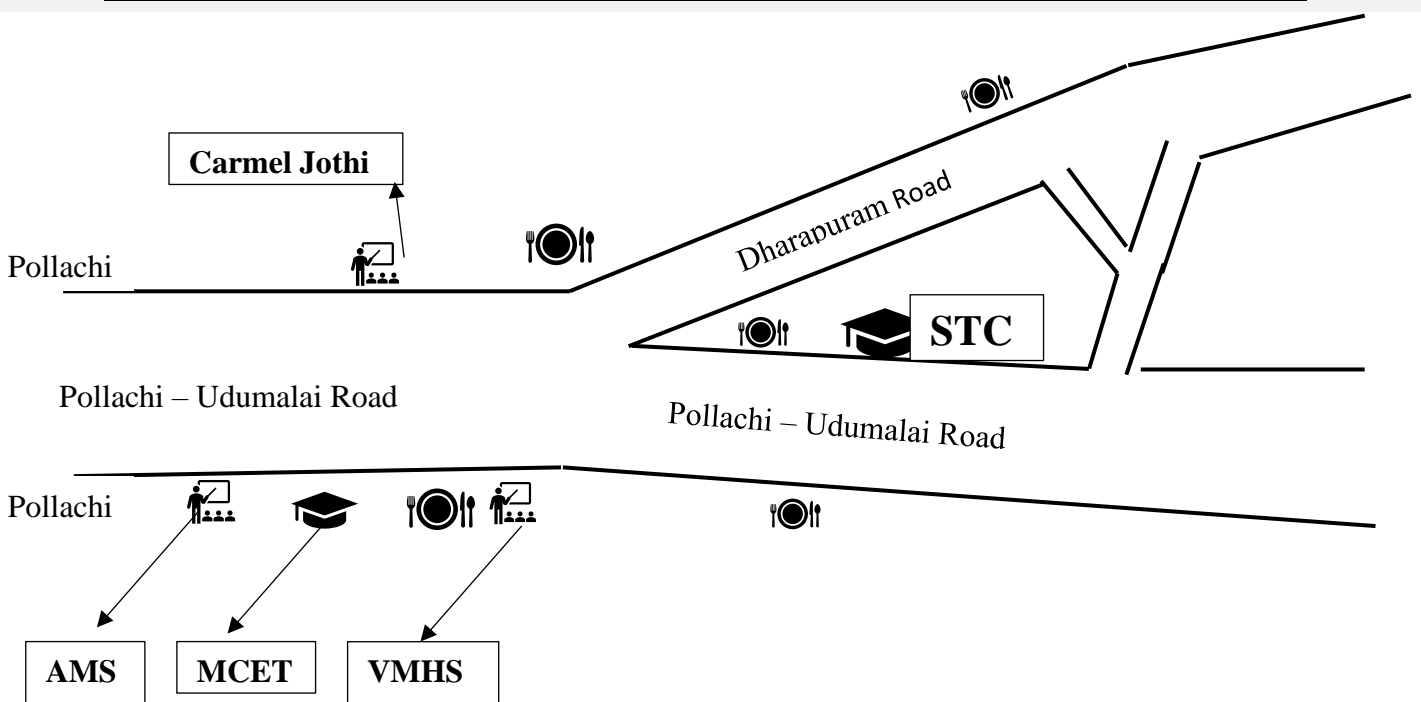 Carmel Jothi
Dharapuram Road
Pollachi
STC
Pollachi – Udumalai Road
Pollachi – Udumalai Road
Pollachi
AMS
MCET
VMHS